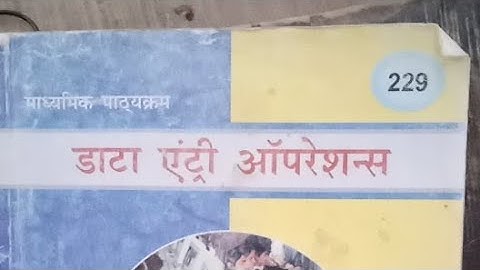 229
माध्यमिक पाठ्यक्रम
डाटा एंट्री ऑपरेशन्स